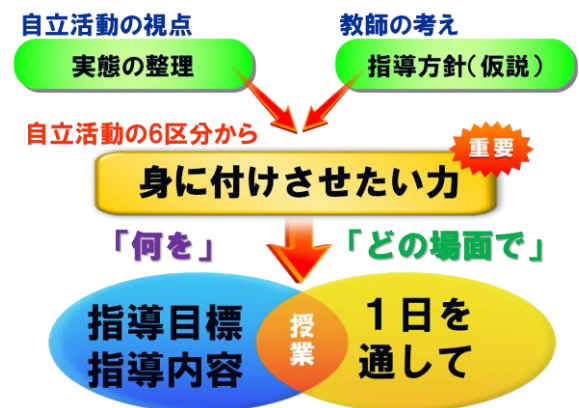 自立活動の視点
教師の考え
実態の整理
指導方針(仮説)
自立活動の6区分から
重要
身に付けさせたい力
「何を」
「どの場面で」
指導目標
指導内容
授業
1日を
通して